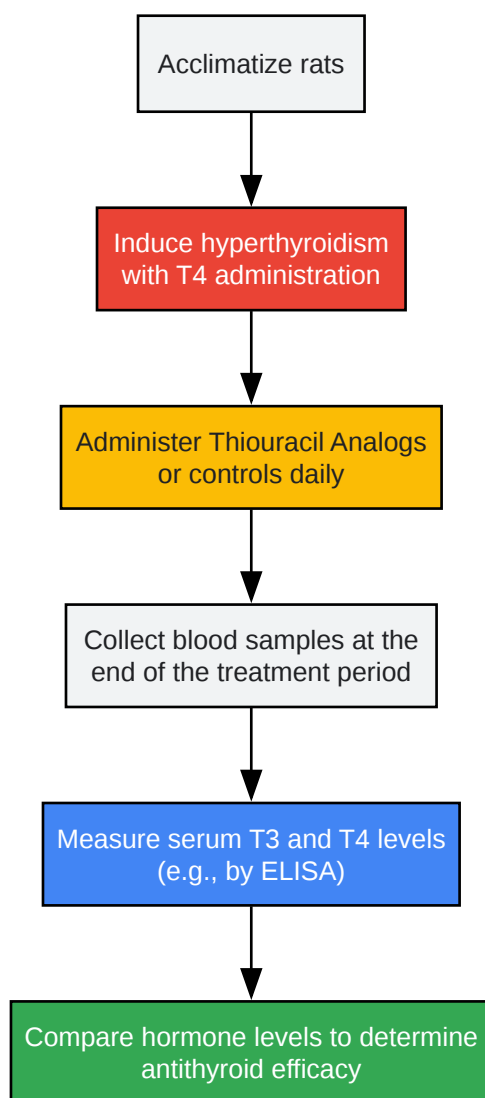 Acclimatize rats
Induce hyperthyroidism
with T4 administration
Administer Thiouracil Analogs
or controls daily
Collect blood samples at the
end of the treatment period
Measure serum T3 and T4 levels
(e.g., by ELISA)
Compare hormone levels to determine
antithyroid efficacy